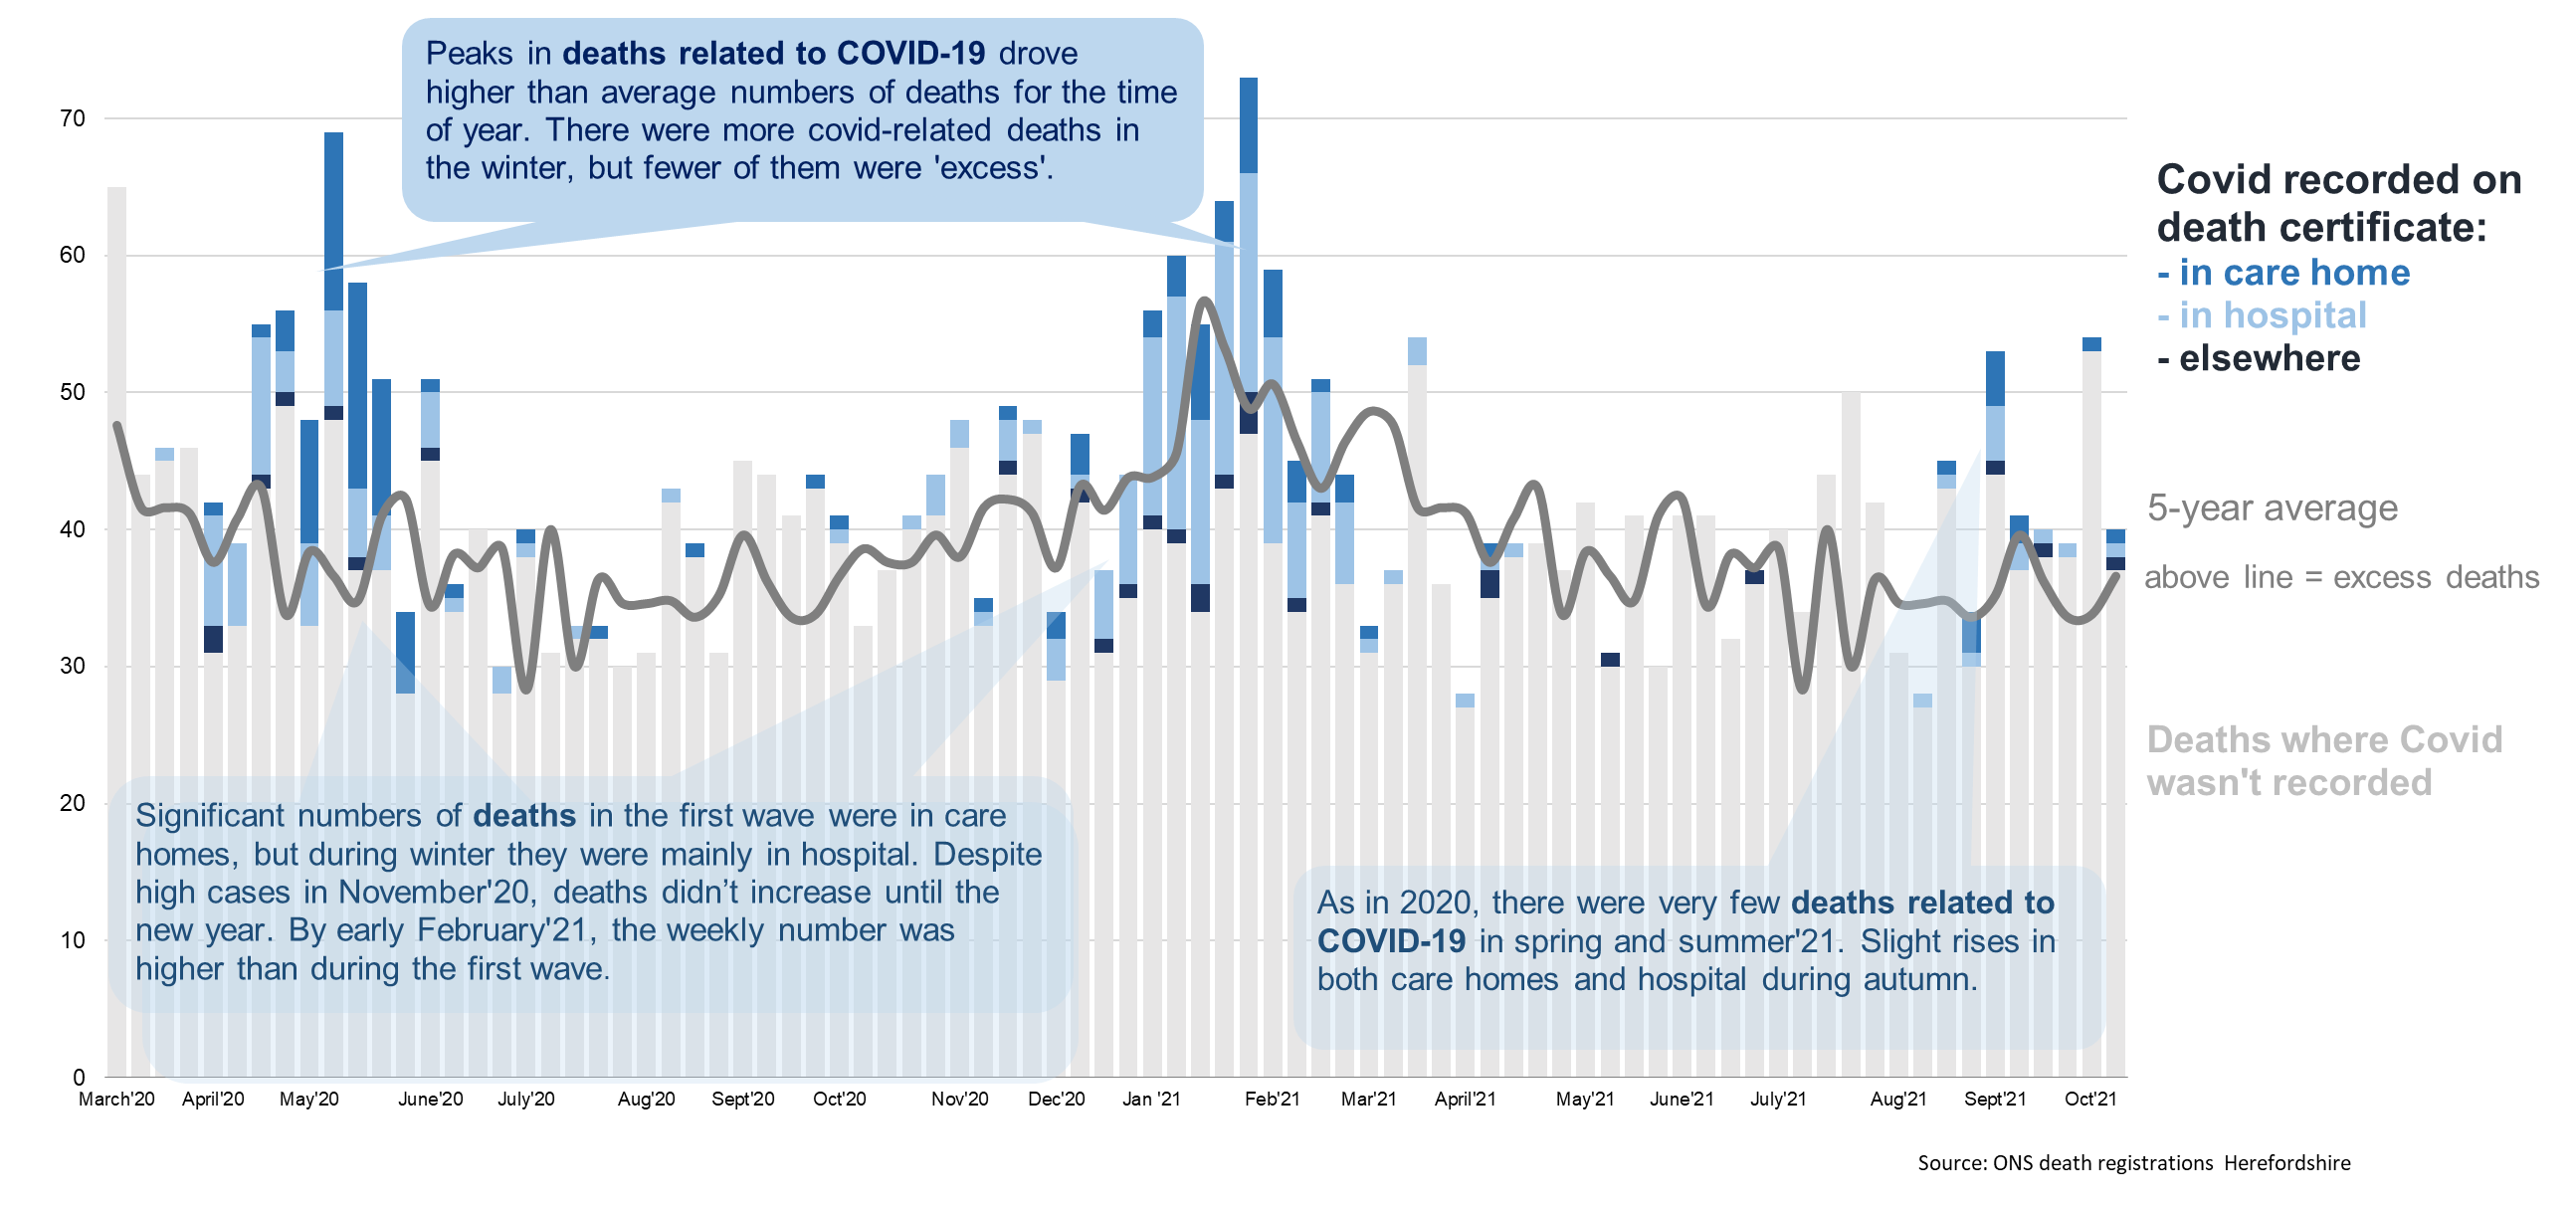 Peaks in deaths related to COVID-19 drove
higher than average numbers of deaths for the time
of year. There were more covid-related deaths in
the winter, but fewer of them were 'excess'.
70
60
50
40
30
20
10
0
Covid recorded on
death certificate:
- in care home
- in hospital
- elsewhere
5-year average
above line = excess deaths
Deaths where Covid
wasn't recorded
Significant numbers of deaths in the first wave were in care
homes, but during winter they were mainly in hospital. Despite
high cases in November'20, deaths didn’t increase until the
new year. By early February'21, the weekly number was
higher than during the first wave.
As in 2020, there were very few deaths related to
COVID-19 in spring and summer'21. Slight rises in
both care homes and hospital during autumn.
March'20 April'20 May'20 June'20 July'20 Aug'20 Sept'20 Oct'20 Nov'20 Dec'20 Jan '21 Feb'21 Mar'21 April'21 May'21 June'21 July'21 Aug'21 Sept'21 Oct'21
Source: ONS death registrations Herefordshire